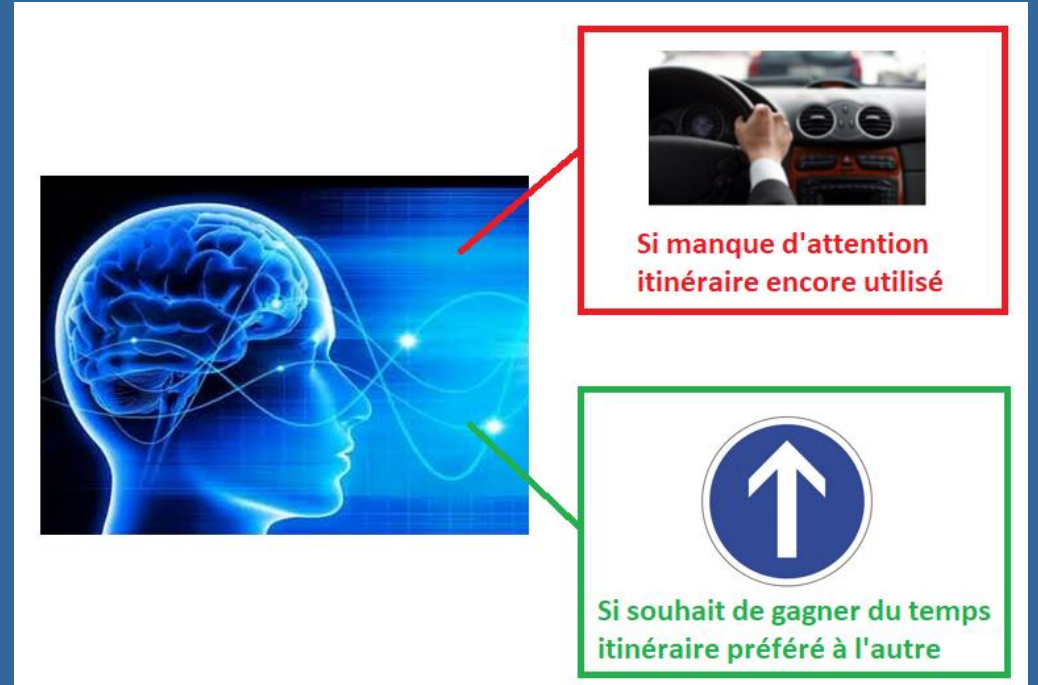 Si manque d'attention
itinéraire encore utilisé
Si souhait de gagner du temps
itinéraire préféré à l'autre